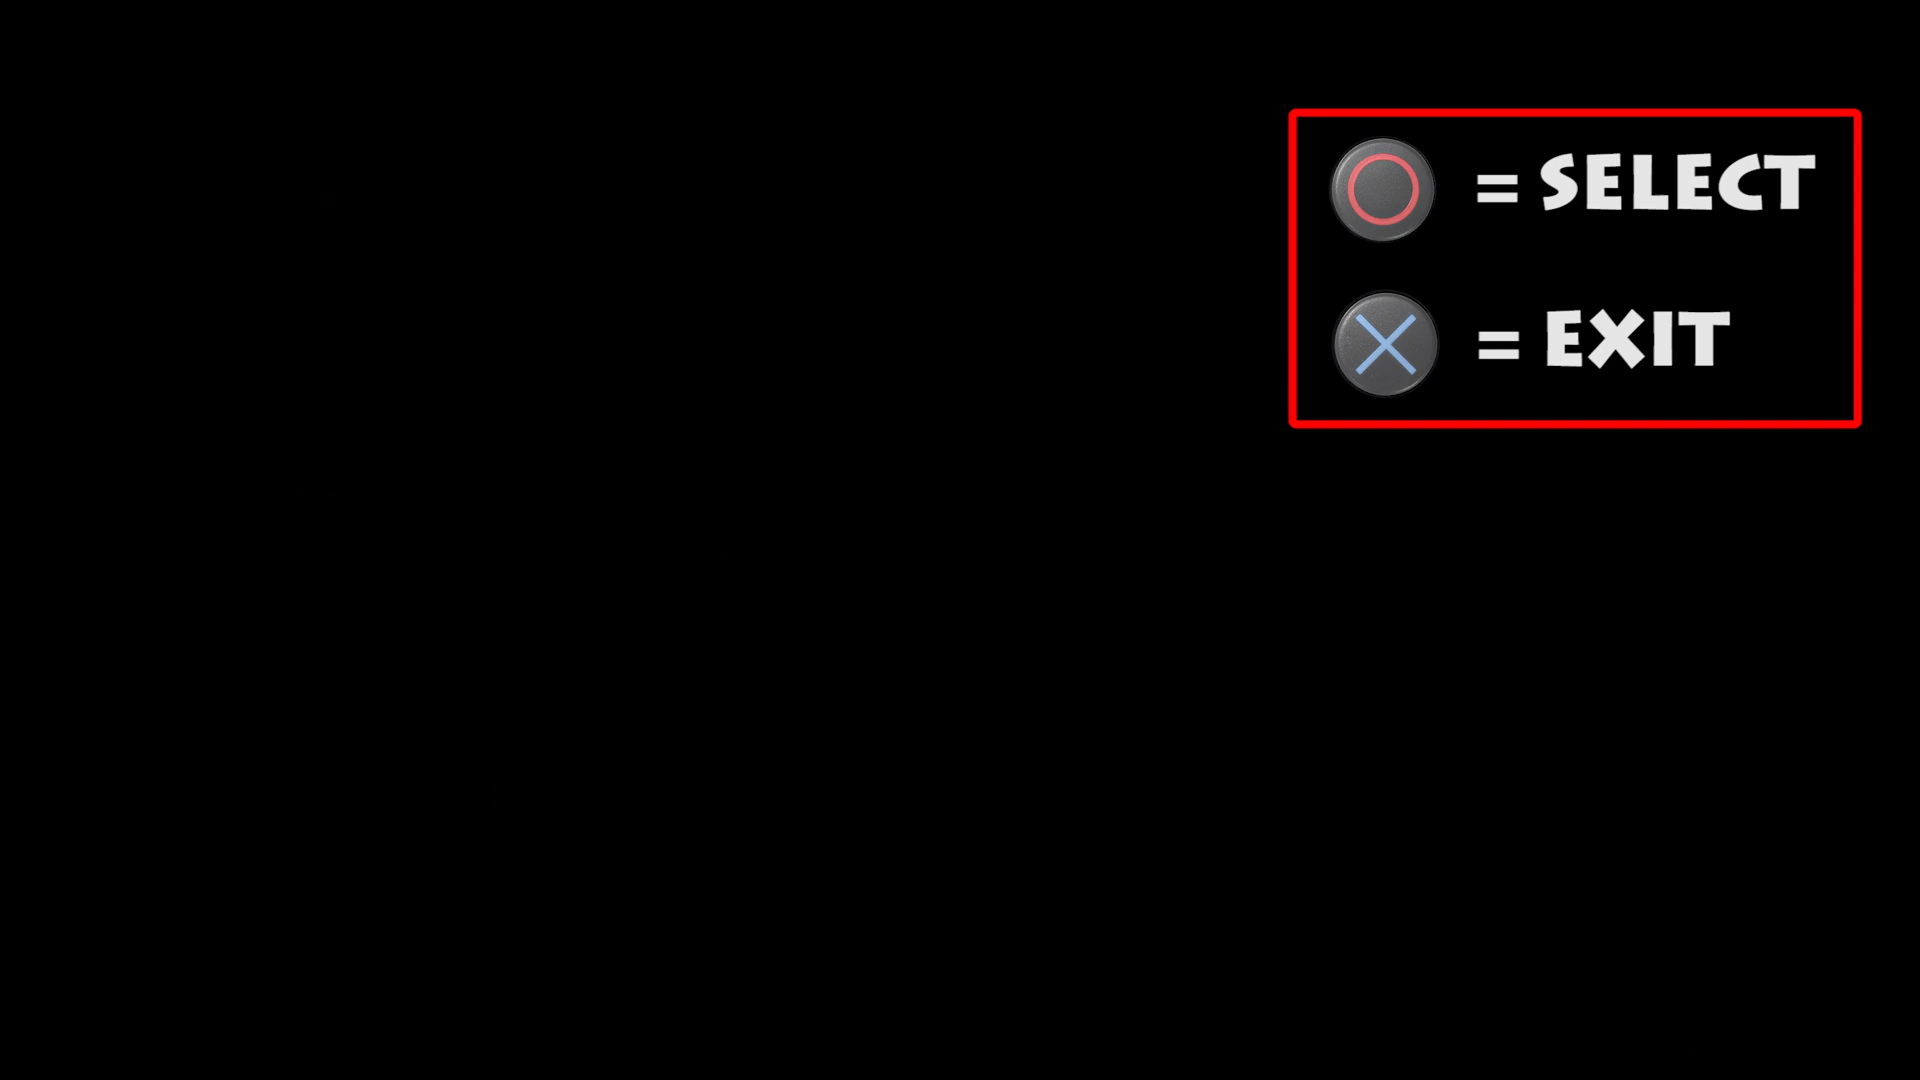 = SELECT
= EXIT